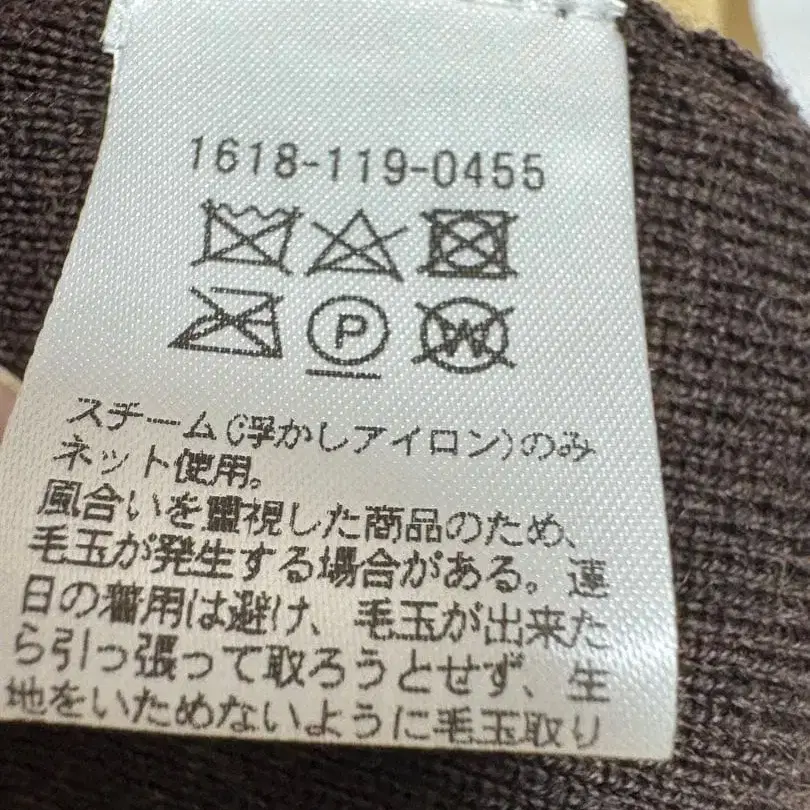 1618-119-0455
P
W
スチーム(浮かしアイロン)のみ
ネット使用。
風合いを重視した商品のため、
毛玉が発生する場合がある。連
日の着用は避け、毛玉が出来た
ら引っ張って取ろうとせず、生
地をいためないように毛玉取り